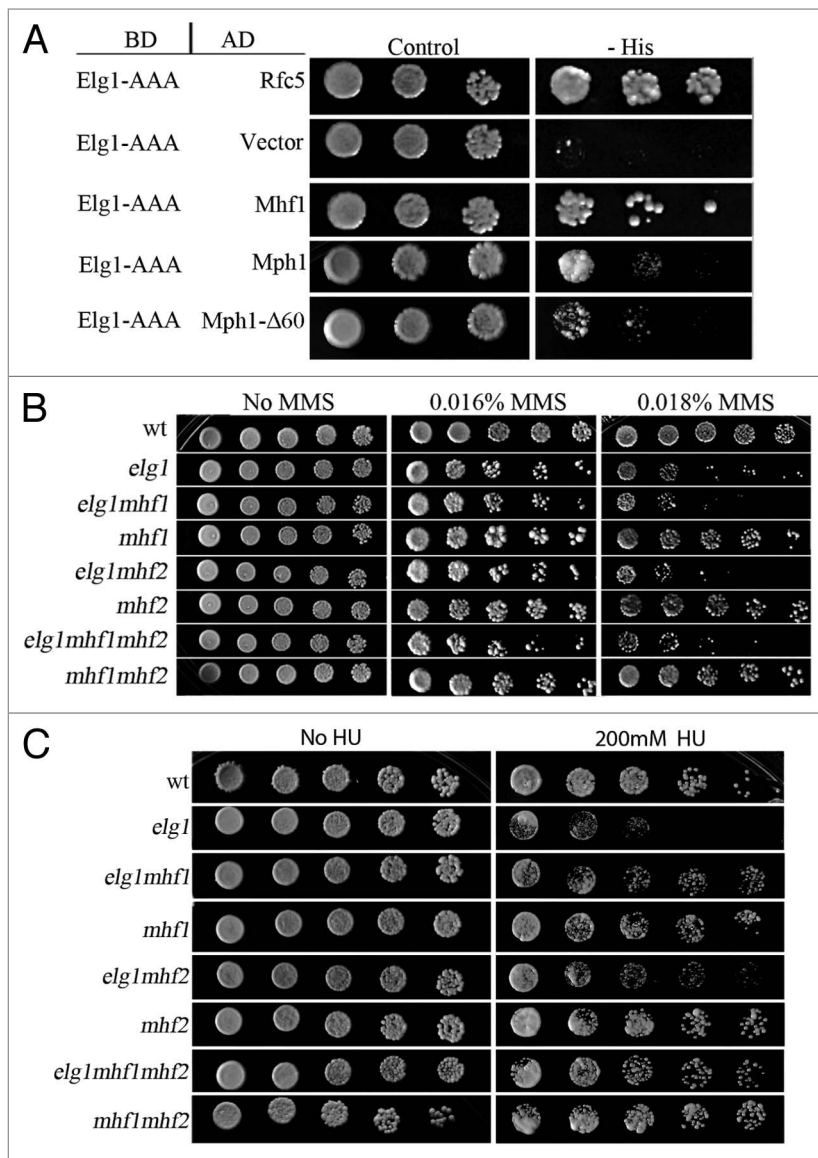 A
BD AD Control - His
Elg1-AAA Rfc5
Elg1-AAA Vector
Elg1-AAA Mhf1
Elg1-AAA Mph1
Elg1-AAA Mph1-Δ60
B
No MMS 0.016% MMS 0.018% MMS
wt
elg1
elg1mhf1
mhf1
elg1mhf2
mhf2
elg1mhf1mhf2
mhf1mhf2
C
No HU 200mM HU
wt
elg1
elg1mhf1
mhf1
elg1mhf2
mhf2
elg1mhf1mhf2
mhf1mhf2